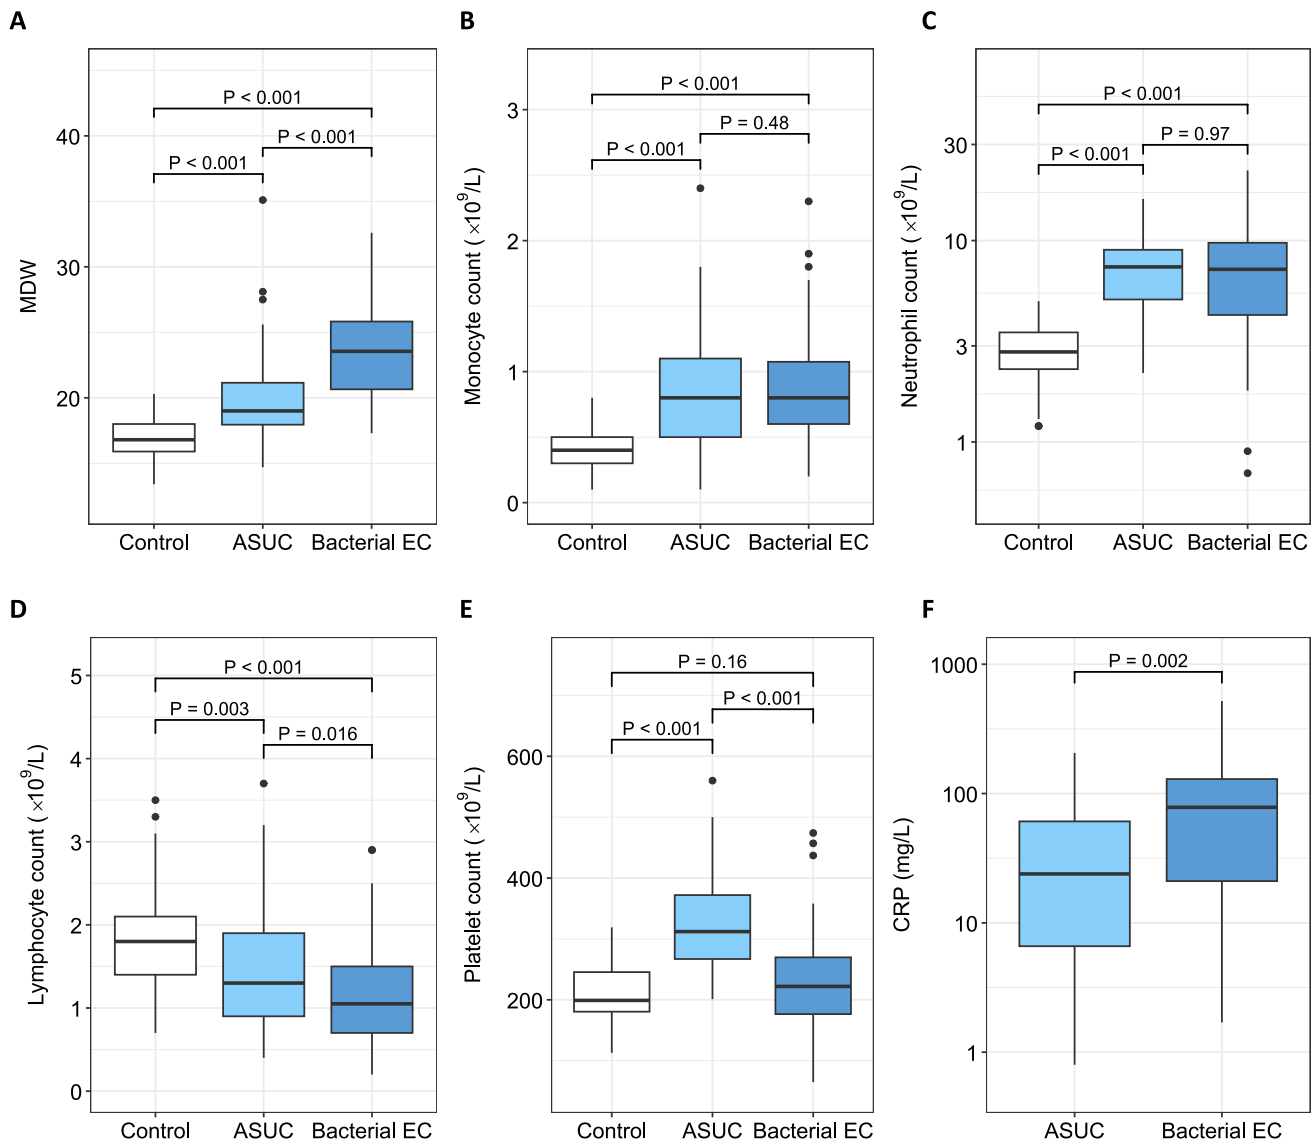 A
MDW
40
30
20
P < 0.001
P < 0.001
P < 0.001
Control ASUC Bacterial EC
B
Monocyte count ( ×10⁹/L)
3
2
1
0
P < 0.001
P = 0.48
P < 0.001
Control ASUC Bacterial EC
C
Neutrophil count ( ×10⁹/L)
30
10
3
1
P < 0.001
P = 0.97
P < 0.001
Control ASUC Bacterial EC
D
Lymphocyte count ( ×10⁹/L)
5
4
3
2
1
0
P < 0.001
P = 0.003
P = 0.016
Control ASUC Bacterial EC
E
Platelet count ( ×10⁹/L)
600
400
200
P = 0.16
P < 0.001
P < 0.001
Control ASUC Bacterial EC
F
CRP (mg/L)
1000
100
10
1
P = 0.002
ASUC Bacterial EC